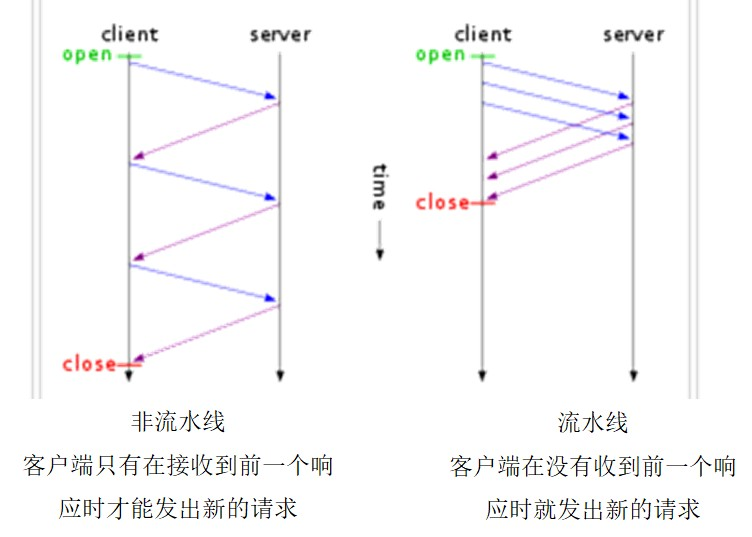 client server
open
close
time
client server
open
close
非流水线
客户端只有在接收到前一个响
应时才能发出新的请求
流水线
客户端在没有收到前一个响
应时就发出新的请求